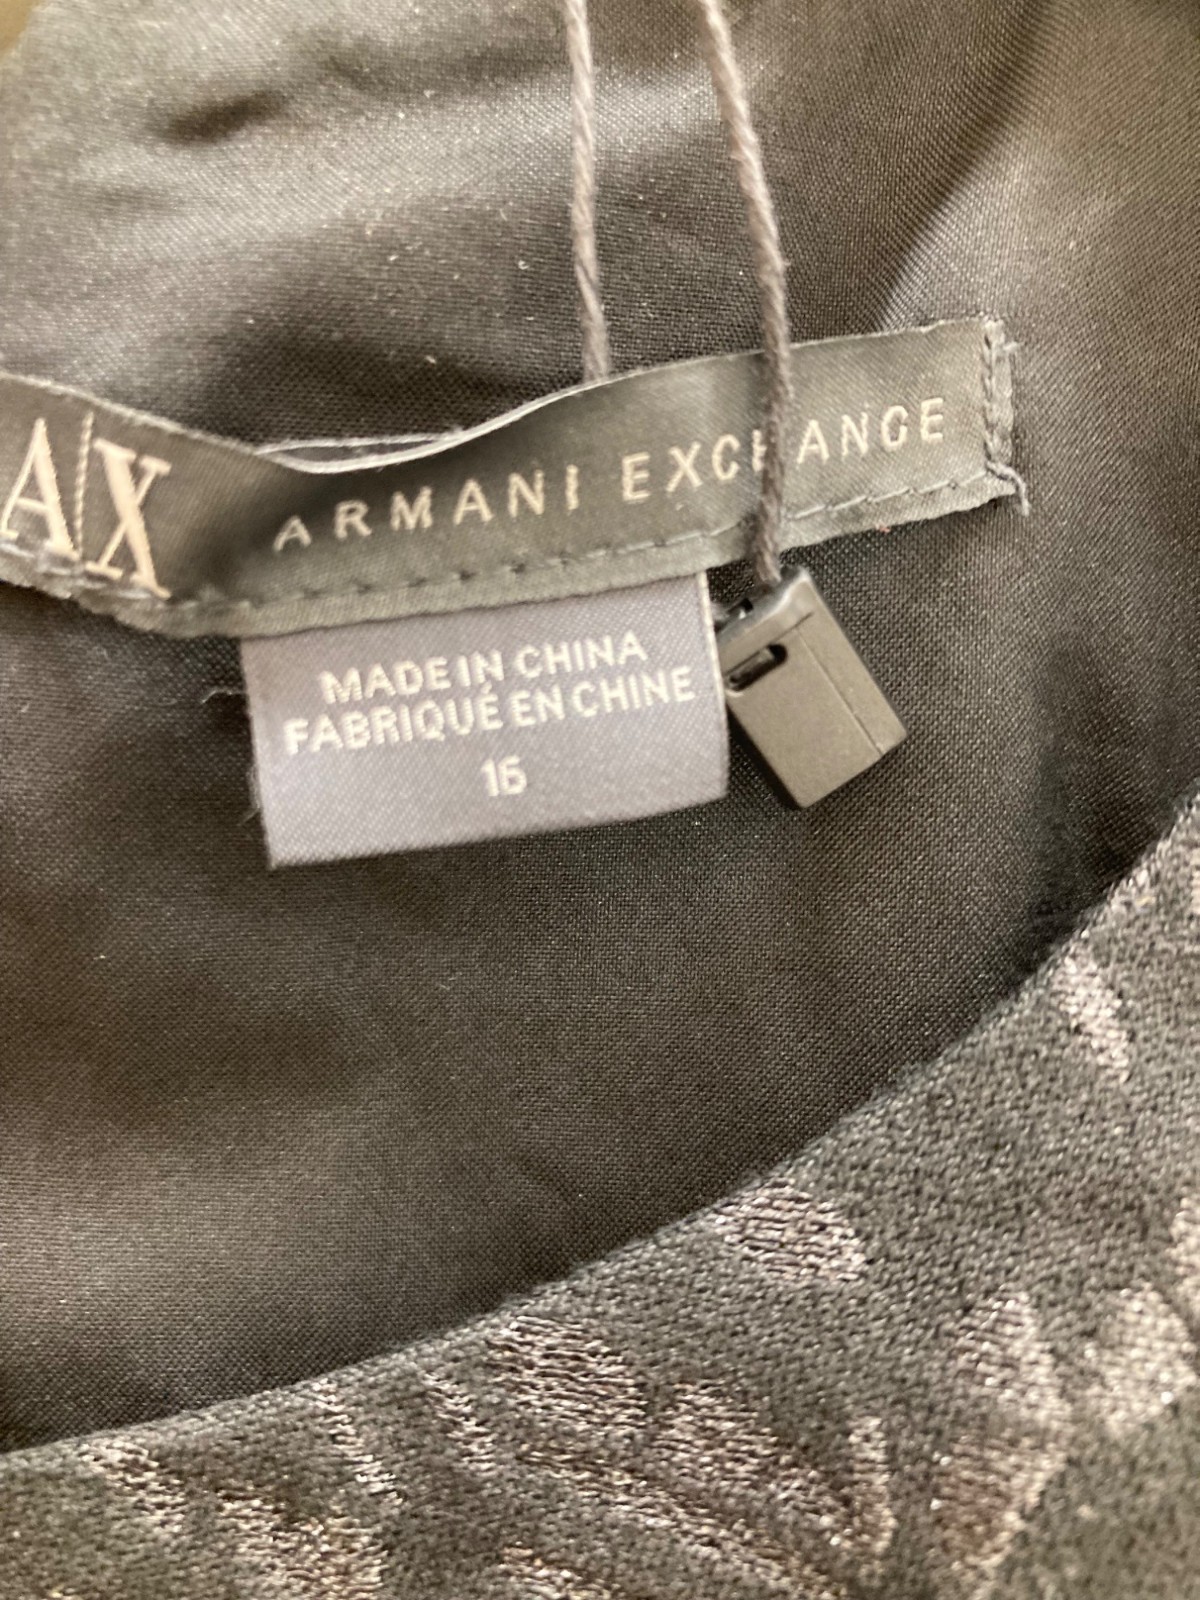 A|X ARMANI EXCHANGE
MADE IN CHINA
FABRIQUÉ EN CHINE
16